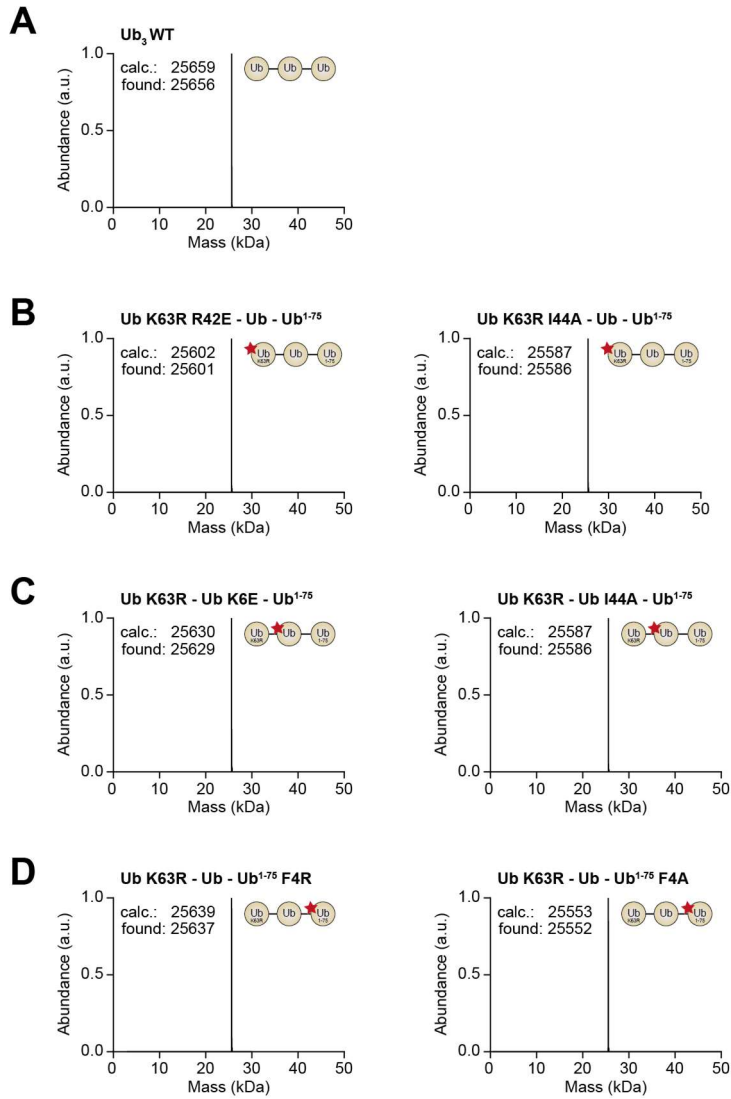 A
Ub3 WT
calc.: 25659
found: 25656
Ub Ub Ub
Abundance (a.u.)
1.0
0.5
0.0
0 10 20 30 40 50
Mass (kDa)
B
Ub K63R R42E - Ub - Ub1-75
calc.: 25602
found: 25601
Ub K63R Ub Ub 1-75
Abundance (a.u.)
1.0
0.5
0.0
0 10 20 30 40 50
Mass (kDa)
Ub K63R I44A - Ub - Ub1-75
calc.: 25587
found: 25586
Ub K63R Ub Ub 1-75
Abundance (a.u.)
1.0
0.5
0.0
0 10 20 30 40 50
Mass (kDa)
C
Ub K63R - Ub K6E - Ub1-75
calc.: 25630
found: 25629
Ub K63R Ub Ub 1-75
Abundance (a.u.)
1.0
0.5
0.0
0 10 20 30 40 50
Mass (kDa)
Ub K63R - Ub I44A - Ub1-75
calc.: 25587
found: 25586
Ub K63R Ub Ub 1-75
Abundance (a.u.)
1.0
0.5
0.0
0 10 20 30 40 50
Mass (kDa)
D
Ub K63R - Ub - Ub1-75 F4R
calc.: 25639
found: 25637
Ub K63R Ub Ub 1-75
Abundance (a.u.)
1.0
0.5
0.0
0 10 20 30 40 50
Mass (kDa)
Ub K63R - Ub - Ub1-75 F4A
calc.: 25553
found: 25552
Ub K63R Ub Ub 1-75
Abundance (a.u.)
1.0
0.5
0.0
0 10 20 30 40 50
Mass (kDa)